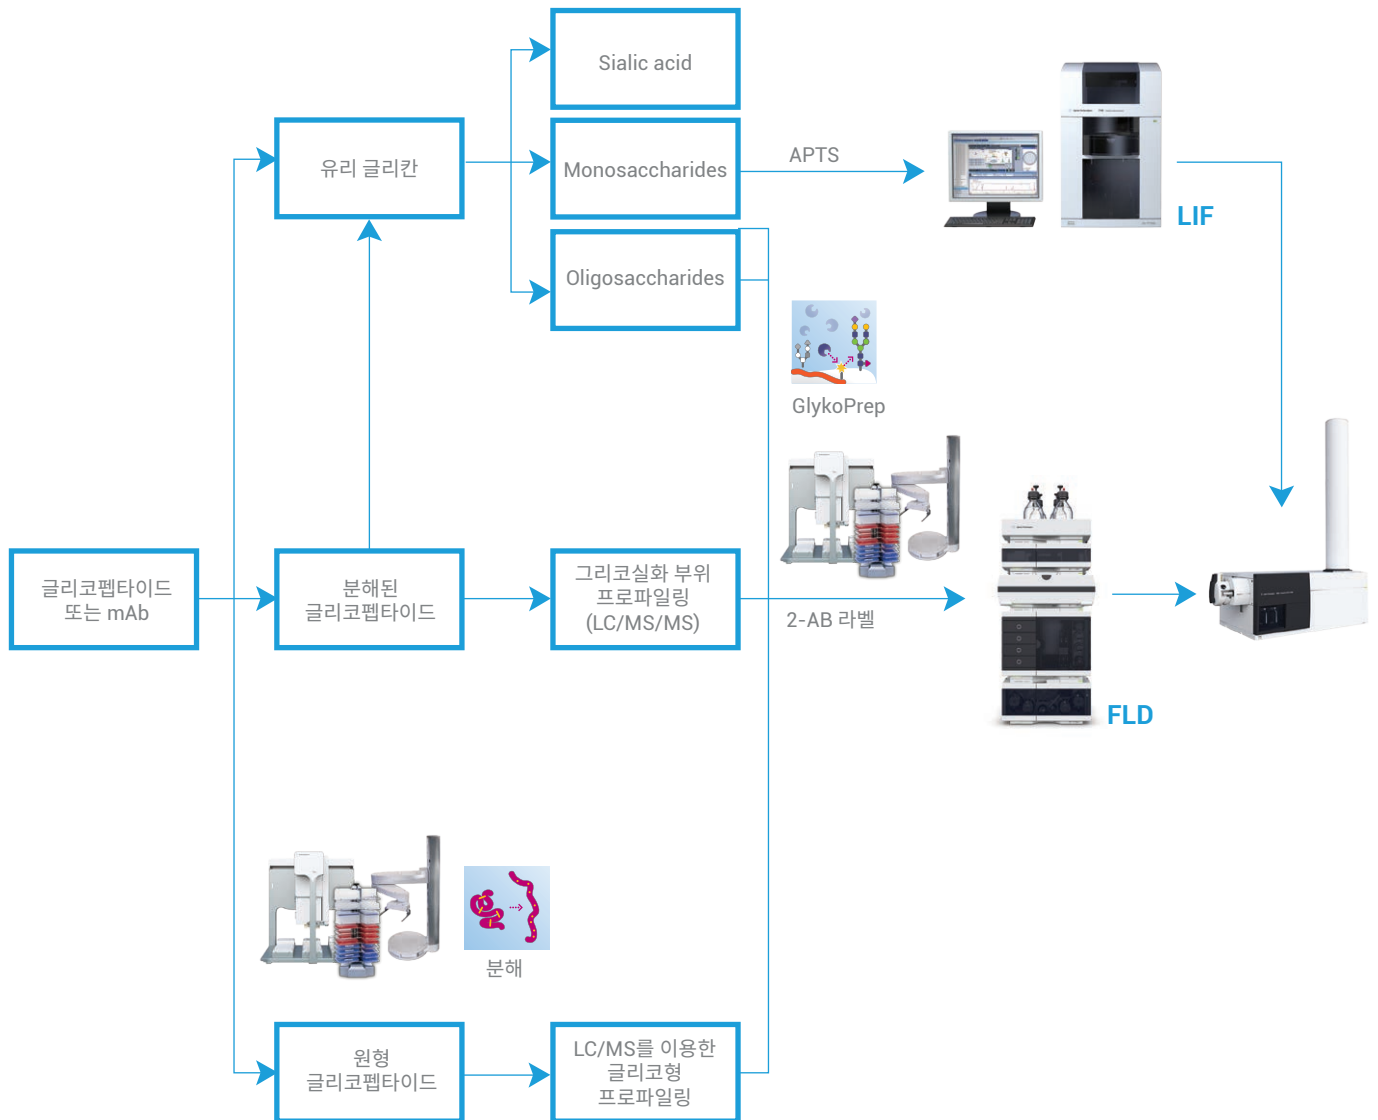 Sialic acid
유리 글리칸
Monosaccharides
APTS
LIF
Oligosaccharides
GlykoPrep
글리코펩타이드
또는 mAb
분해된
글리코펩타이드
그리코실화 부위
프로파일링
(LC/MS/MS)
2-AB 라벨
FLD
분해
원형
글리코펩타이드
LC/MS를 이용한
글리코형
프로파일링